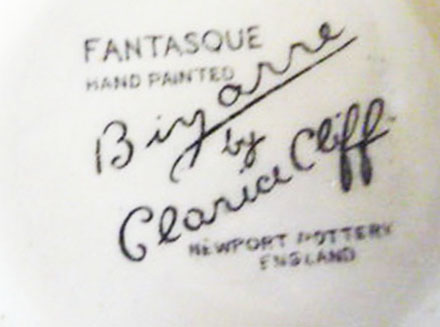 FANTASQUE
HAND PAINTED
Bizarre
by
Clarice Cliff
NEWPORT POTTERY
ENGLAND